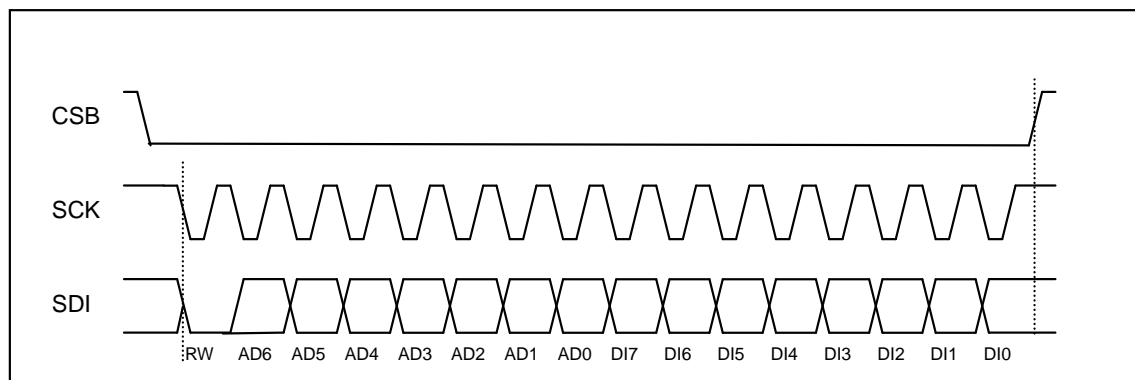 CSB
SCK
SDI
RW AD6 AD5 AD4 AD3 AD2 AD1 AD0 DI7 DI6 DI5 DI4 DI3 DI2 DI1 DI0